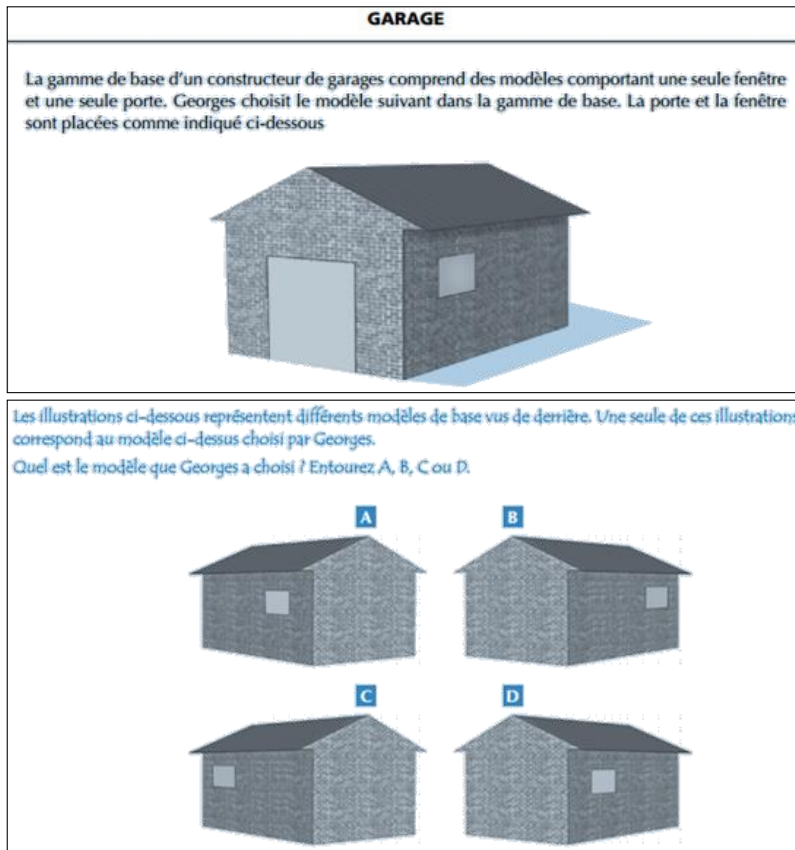 GARAGE
La gamme de base d'un constructeur de garages comprend des modèles comportant une seule fenêtre
et une seule porte. Georges choisit le modèle suivant dans la gamme de base. La porte et la fenêtre
sont placées comme indiqué ci-dessous
Les illustrations ci-dessous représentent différents modèles de base vus de derrière. Une seule de ces illustrations
correspond au modèle ci-dessus choisi par Georges.
Quel est le modèle que Georges a choisi ? Entourez A, B, C ou D.
A B
C D